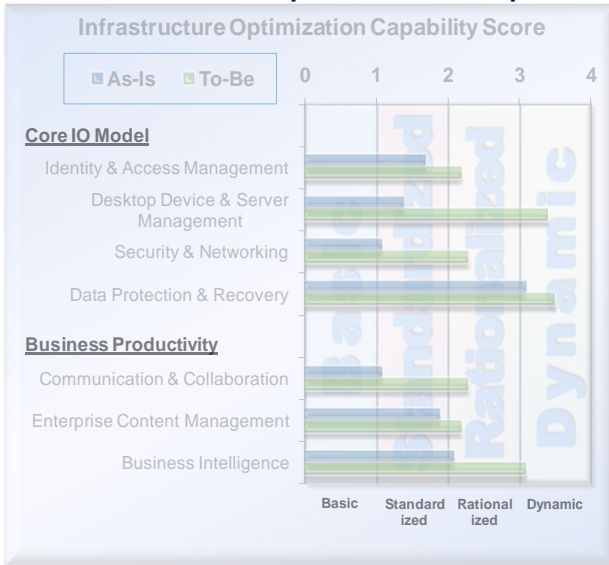 Infrastructure Optimization Capability Score
As-Is To-Be
0 1 2 3 4
Core IO Model
Identity & Access Management
Desktop Device & Server
Management
Security & Networking
Data Protection & Recovery
Business Productivity
Communication & Collaboration
Enterprise Content Management
Business Intelligence
Basic
Standardized
Rationalized
Dynamic
Basic Standard Rational Dynamic
ized ized